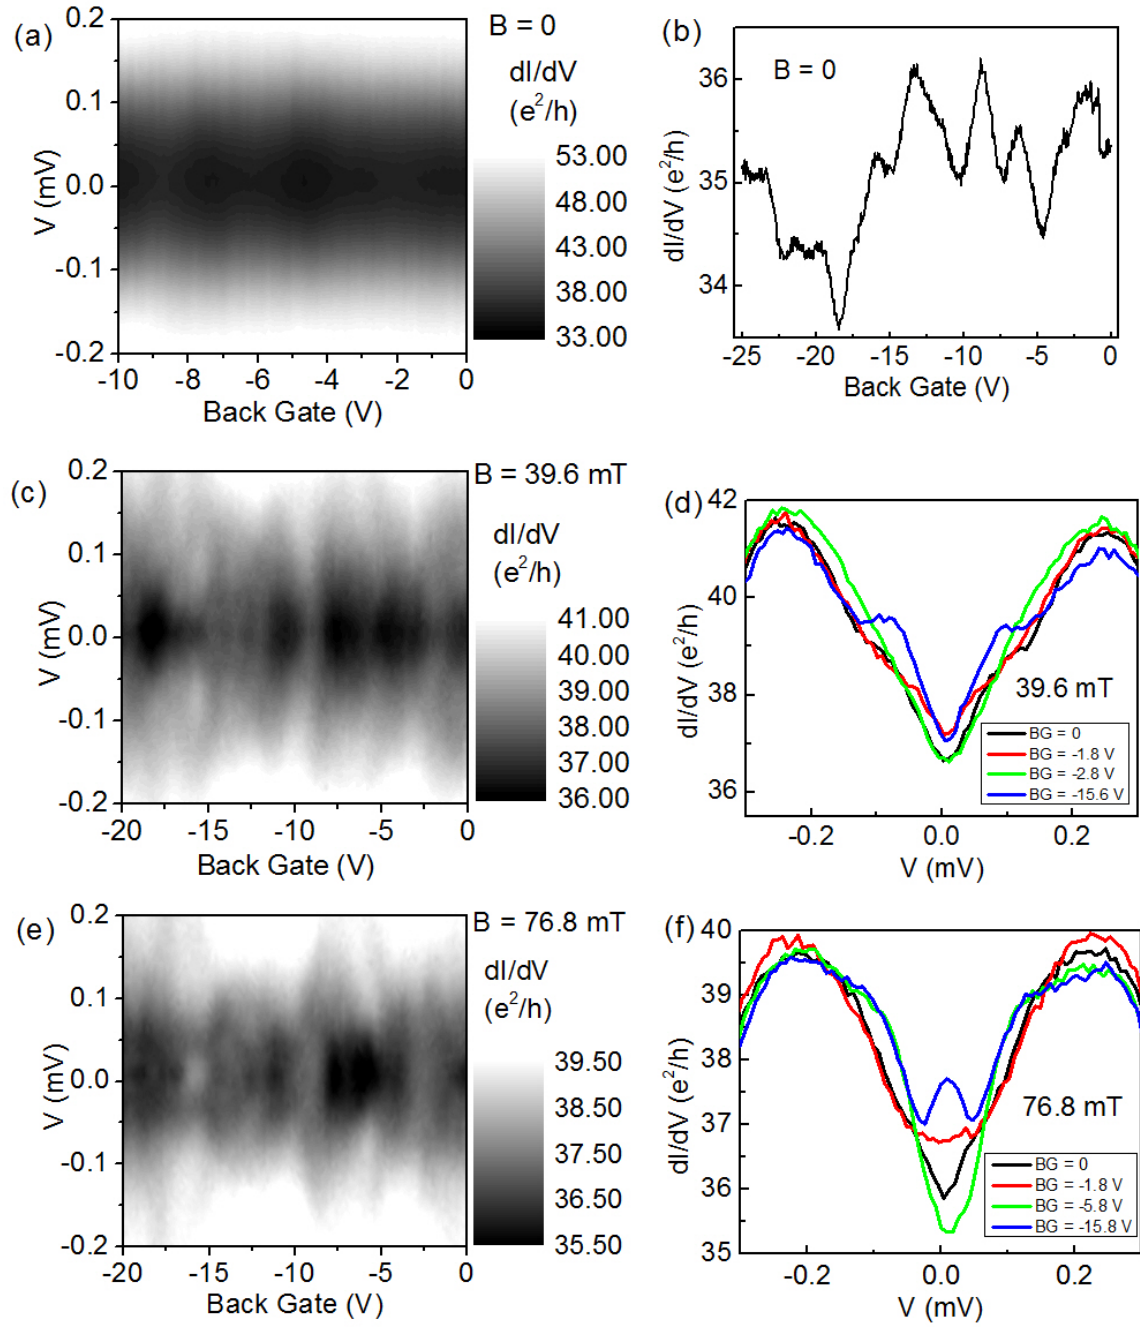 (a)
B = 0
dI/dV
(e²/h)
53.00
48.00
43.00
38.00
33.00
0.2
0.1
0.0
-0.1
-0.2
V (mV)
-10 -8 -6 -4 -2 0
Back Gate (V)
(b)
B = 0
36
35
34
dI/dV (e²/h)
-25 -20 -15 -10 -5 0
Back Gate (V)
(c)
B = 39.6 mT
dI/dV
(e²/h)
41.00
40.00
39.00
38.00
37.00
36.00
0.2
0.1
0.0
-0.1
-0.2
V (mV)
-20 -15 -10 -5 0
Back Gate (V)
(d)
42
40
38
36
dI/dV (e²/h)
39.6 mT
BG = 0
BG = -1.8 V
BG = -2.8 V
BG = -15.6 V
-0.2 0.0 0.2
V (mV)
(e)
B = 76.8 mT
dI/dV
(e²/h)
39.50
38.50
37.50
36.50
35.50
0.2
0.1
0.0
-0.1
-0.2
V (mV)
-20 -15 -10 -5 0
Back Gate (V)
(f)
40
39
38
37
36
35
dI/dV (e²/h)
76.8 mT
BG = 0
BG = -1.8 V
BG = -5.8 V
BG = -15.8 V
-0.2 0.0 0.2
V (mV)